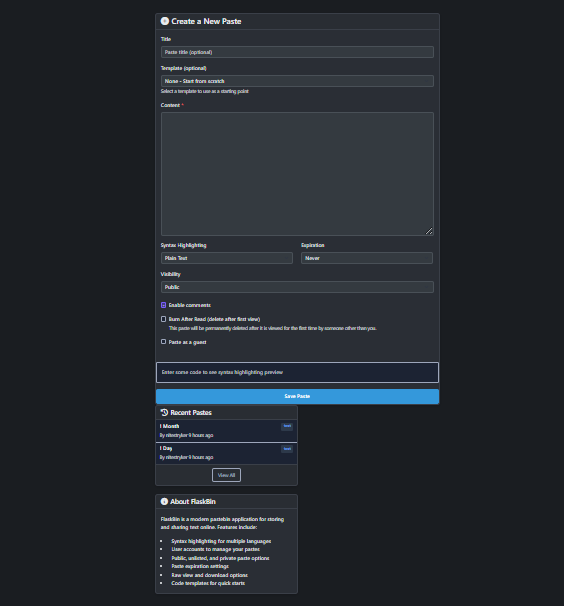 Create a New Paste
Title
Paste title (optional)
Template (optional)
None - Start from scratch
Select a template to use as a starting point
Content *
Syntax Highlighting
Expiration
Plain Text
Never
Visibility
Public
Enable comments
Burn After Read (delete after first view)
This paste will be permanently deleted after it is viewed for the first time by someone other than you.
Paste as a guest
Enter some code to see syntax highlighting preview
Save Paste
Recent Pastes
1 Month
text
By nitestryker 9 hours ago
1 Day
text
By nitestryker 9 hours ago
View All
About FlaskBin
FlaskBin is a modern pastebin application for storing
and sharing text online. Features include:
Syntax highlighting for multiple languages
User accounts to manage your pastes
Public, unlisted, and private paste options
Paste expiration settings
Raw view and download options
Code templates for quick starts